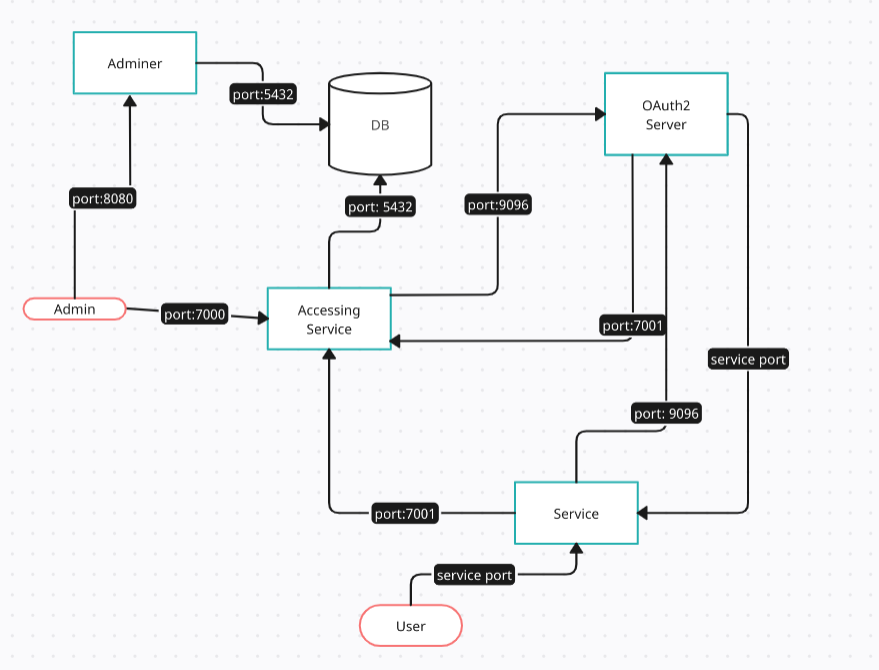 Adminer
port:5432
DB
OAuth2
Server
port:8080
port: 5432
port:9096
Admin
port:7000
Accessing
Service
port:7001
service port
port: 9096
port:7001
Service
service port
User